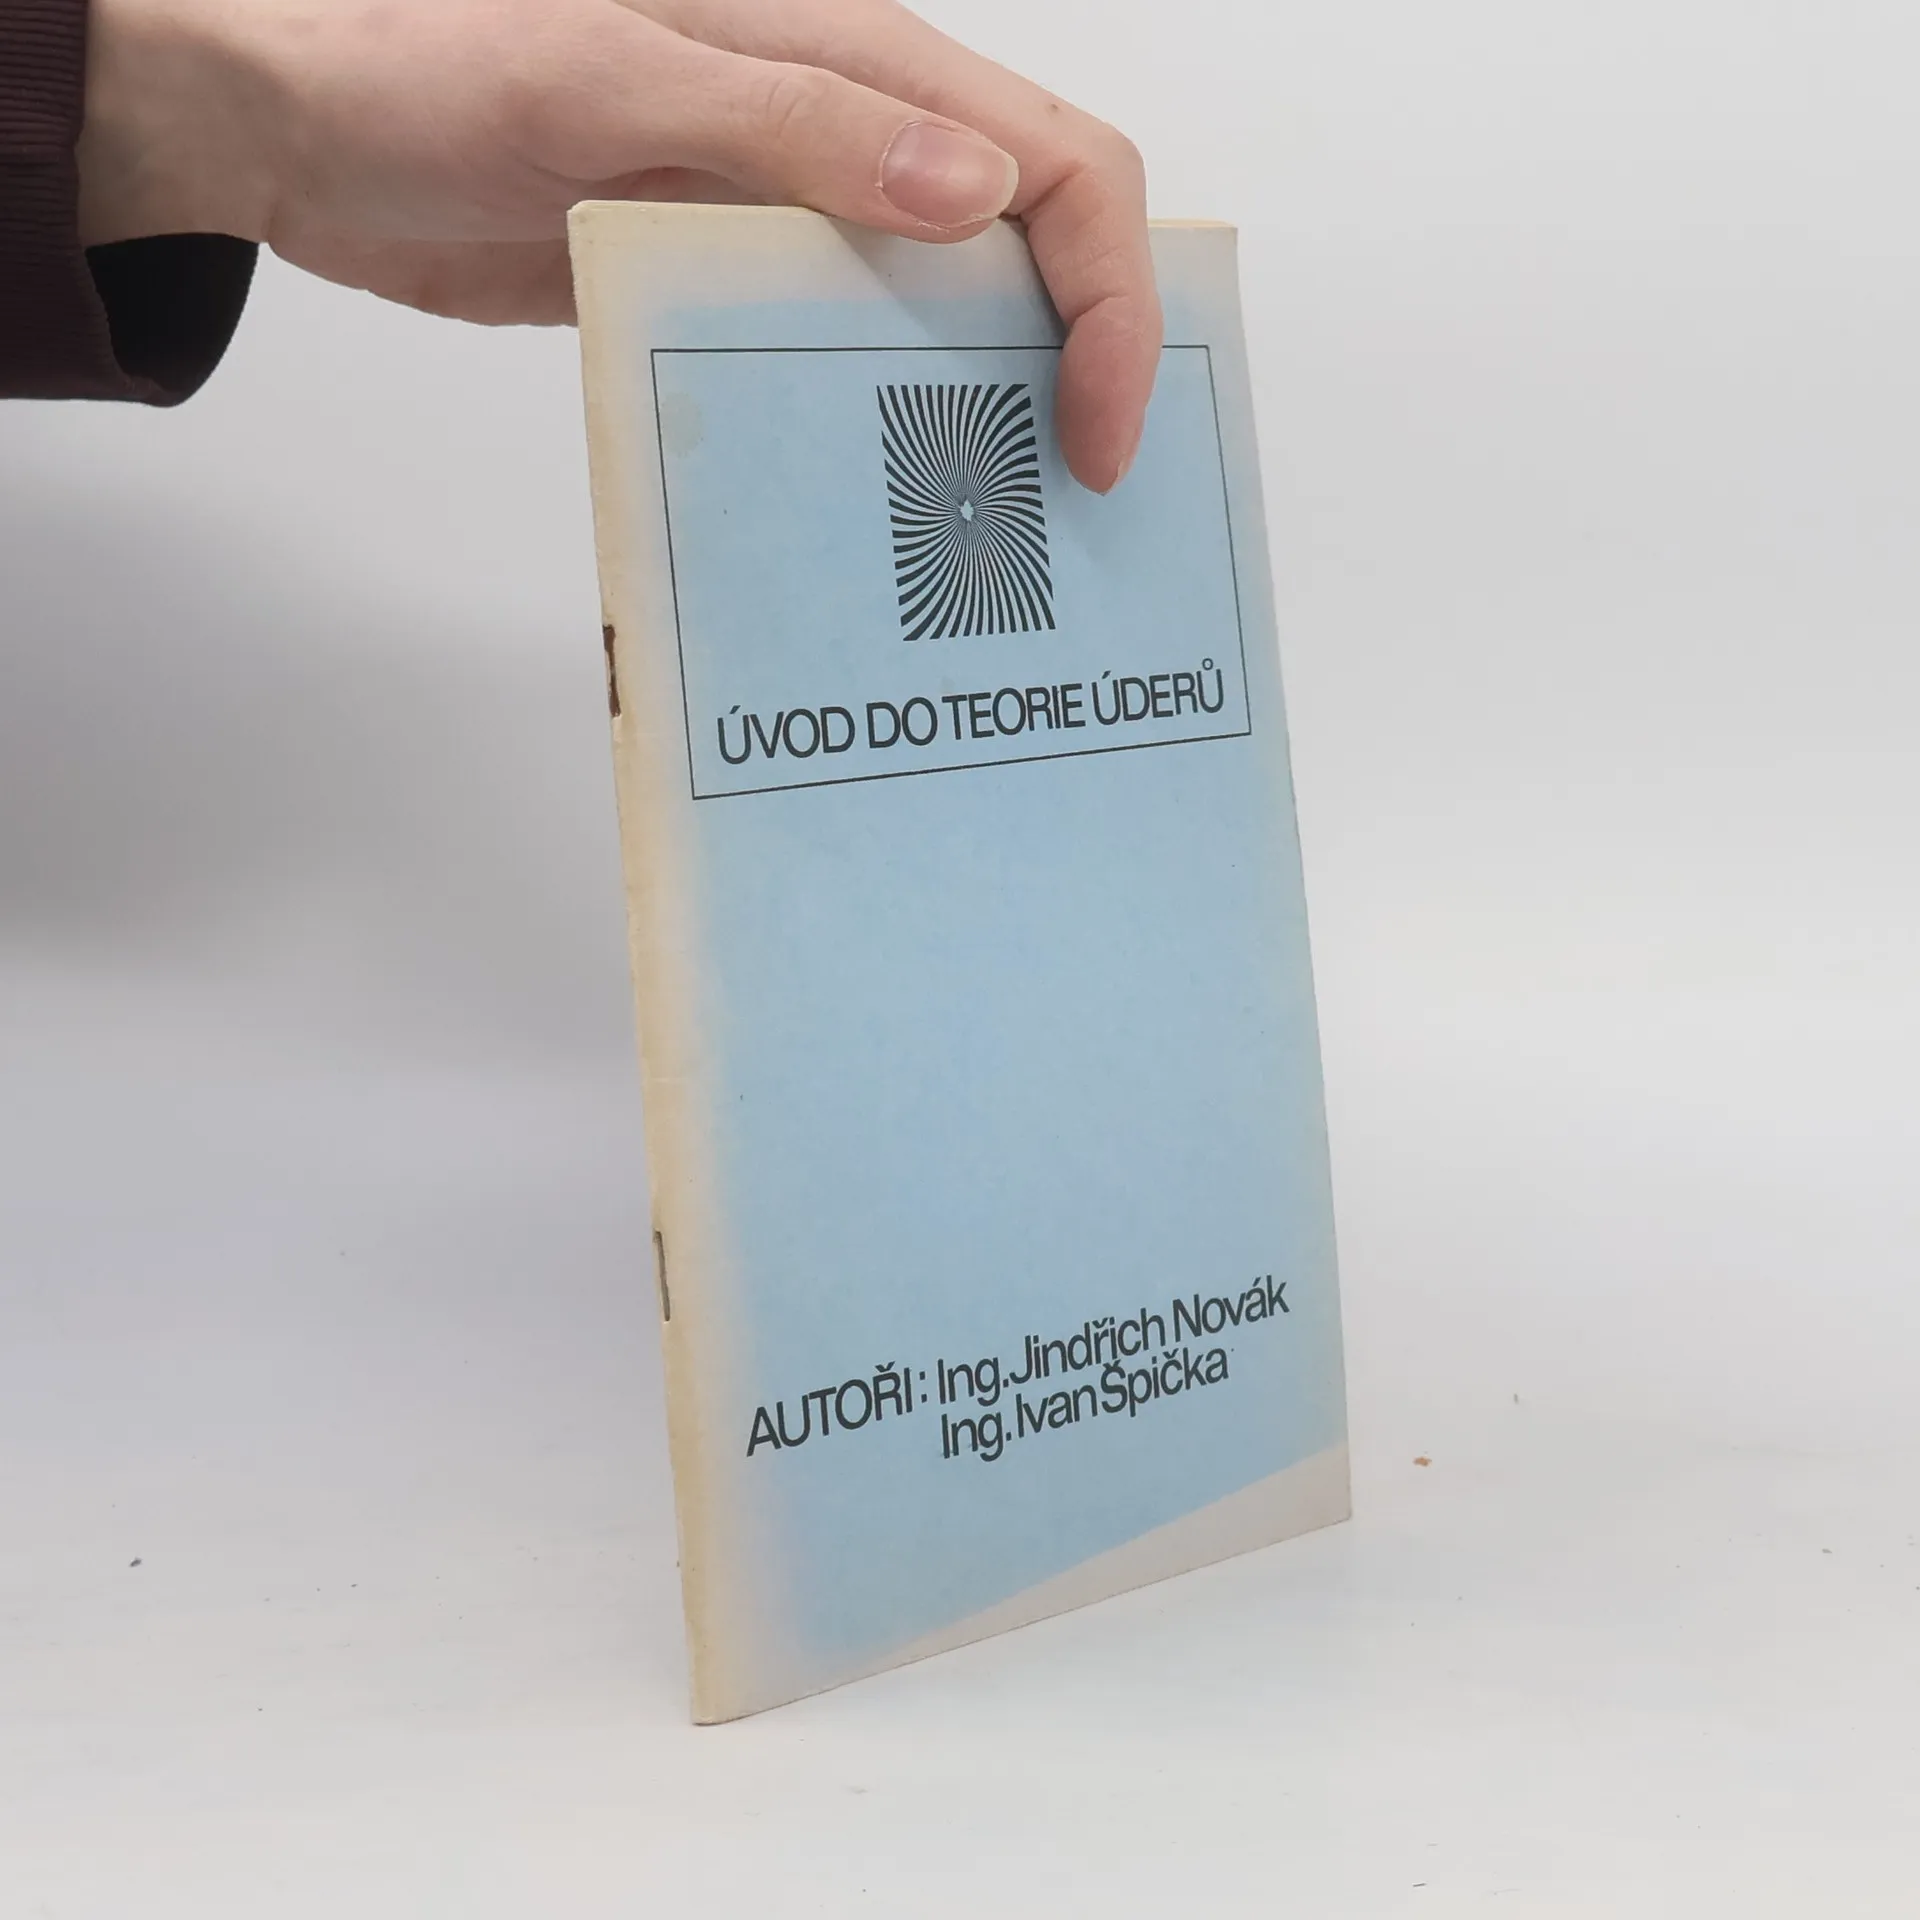 ÚVOD DO TEORIE ÚDERŮ
AUTOŘI: Ing. Jindřich Novák
Ing. Ivan Špička